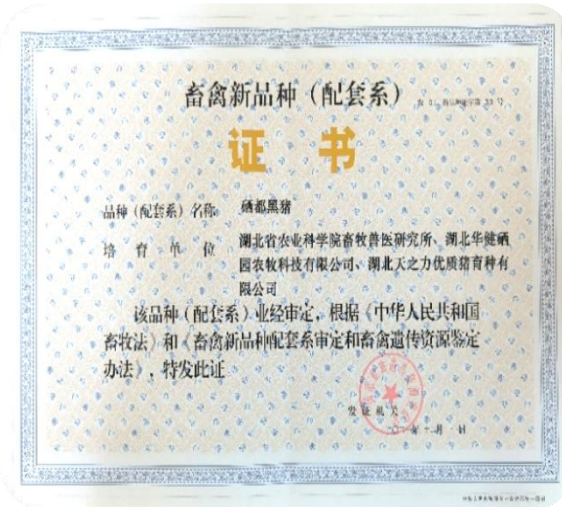 畜禽新品种（配套系）
证 书
品种（配套系）名称 硒都黑猪
培育单位 湖北省农业科学院畜牧兽医研究所、湖北华健硒
园农牧科技有限公司、湖北天之力优质猪育种有
限公司
该品种（配套系）业经审定，根据《中华人民共和国
畜牧法》和《畜禽新品种配套系审定和畜禽遗传资源鉴定
办法》，特发此证
发证机关